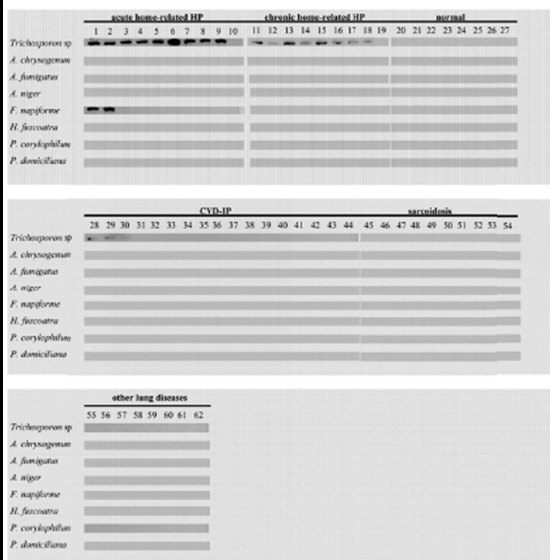 acute home-related HP chronic home-related HP normal
1 2 3 4 5 6 7 8 9 10 11 12 13 14 15 16 17 18 19 20 21 22 23 24 25 26 27
Trichosporon sp
A. chrysogenum
A. fumigatus
A. niger
F. napiforme
H. fuscoatra
P. corylophilum
P. domiciliana
CVD-IP sarcoidosis
28 29 30 31 32 33 34 35 36 37 38 39 40 41 42 43 44 45 46 47 48 49 50 51 52 53 54
Trichosporon sp
A. chrysogenum
A. fumigatus
A. niger
F. napiforme
H. fuscoatra
P. corylophilum
P. domiciliana
other lung diseases
55 56 57 58 59 60 61 62
Trichosporon sp
A. chrysogenum
A. fumigatus
A. niger
F. napiforme
H. fuscoatra
P. corylophilum
P. domiciliana